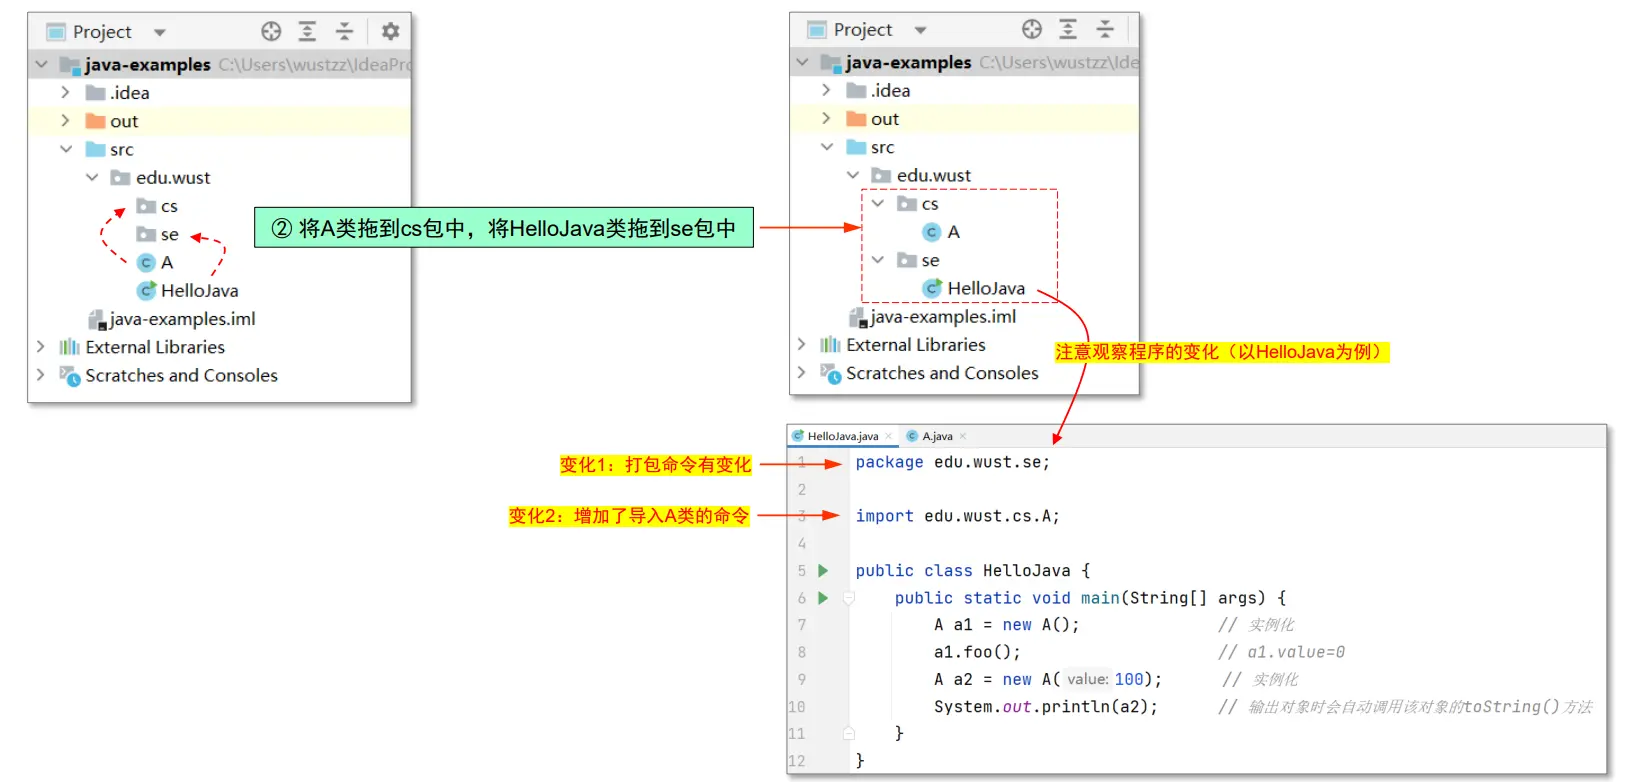 Project
java-examples C:\Users\wustzz\IdeaPro
.idea
out
src
edu.wust
cs
se
A
HelloJava
java-examples.iml
External Libraries
Scratches and Consoles
② 将A类拖到cs包中，将HelloJava类拖到se包中
Project
java-examples C:\Users\wustzz\Ide
.idea
out
src
edu.wust
cs
A
se
HelloJava
java-examples.iml
External Libraries
Scratches and Consoles
注意观察程序的变化（以HelloJava为例）
变化1：打包命令有变化
变化2：增加了导入A类的命令
HelloJava.java A.java
1 package edu.wust.se;
2
3 import edu.wust.cs.A;
4
5 public class HelloJava {
6 public static void main(String[] args) {
7 A a1 = new A(); // 实例化
8 a1.foo(); // a1.value=0
9 A a2 = new A( value: 100); // 实例化
10 System.out.println(a2); // 输出对象时会自动调用该对象的toString()方法
11 }
12 }